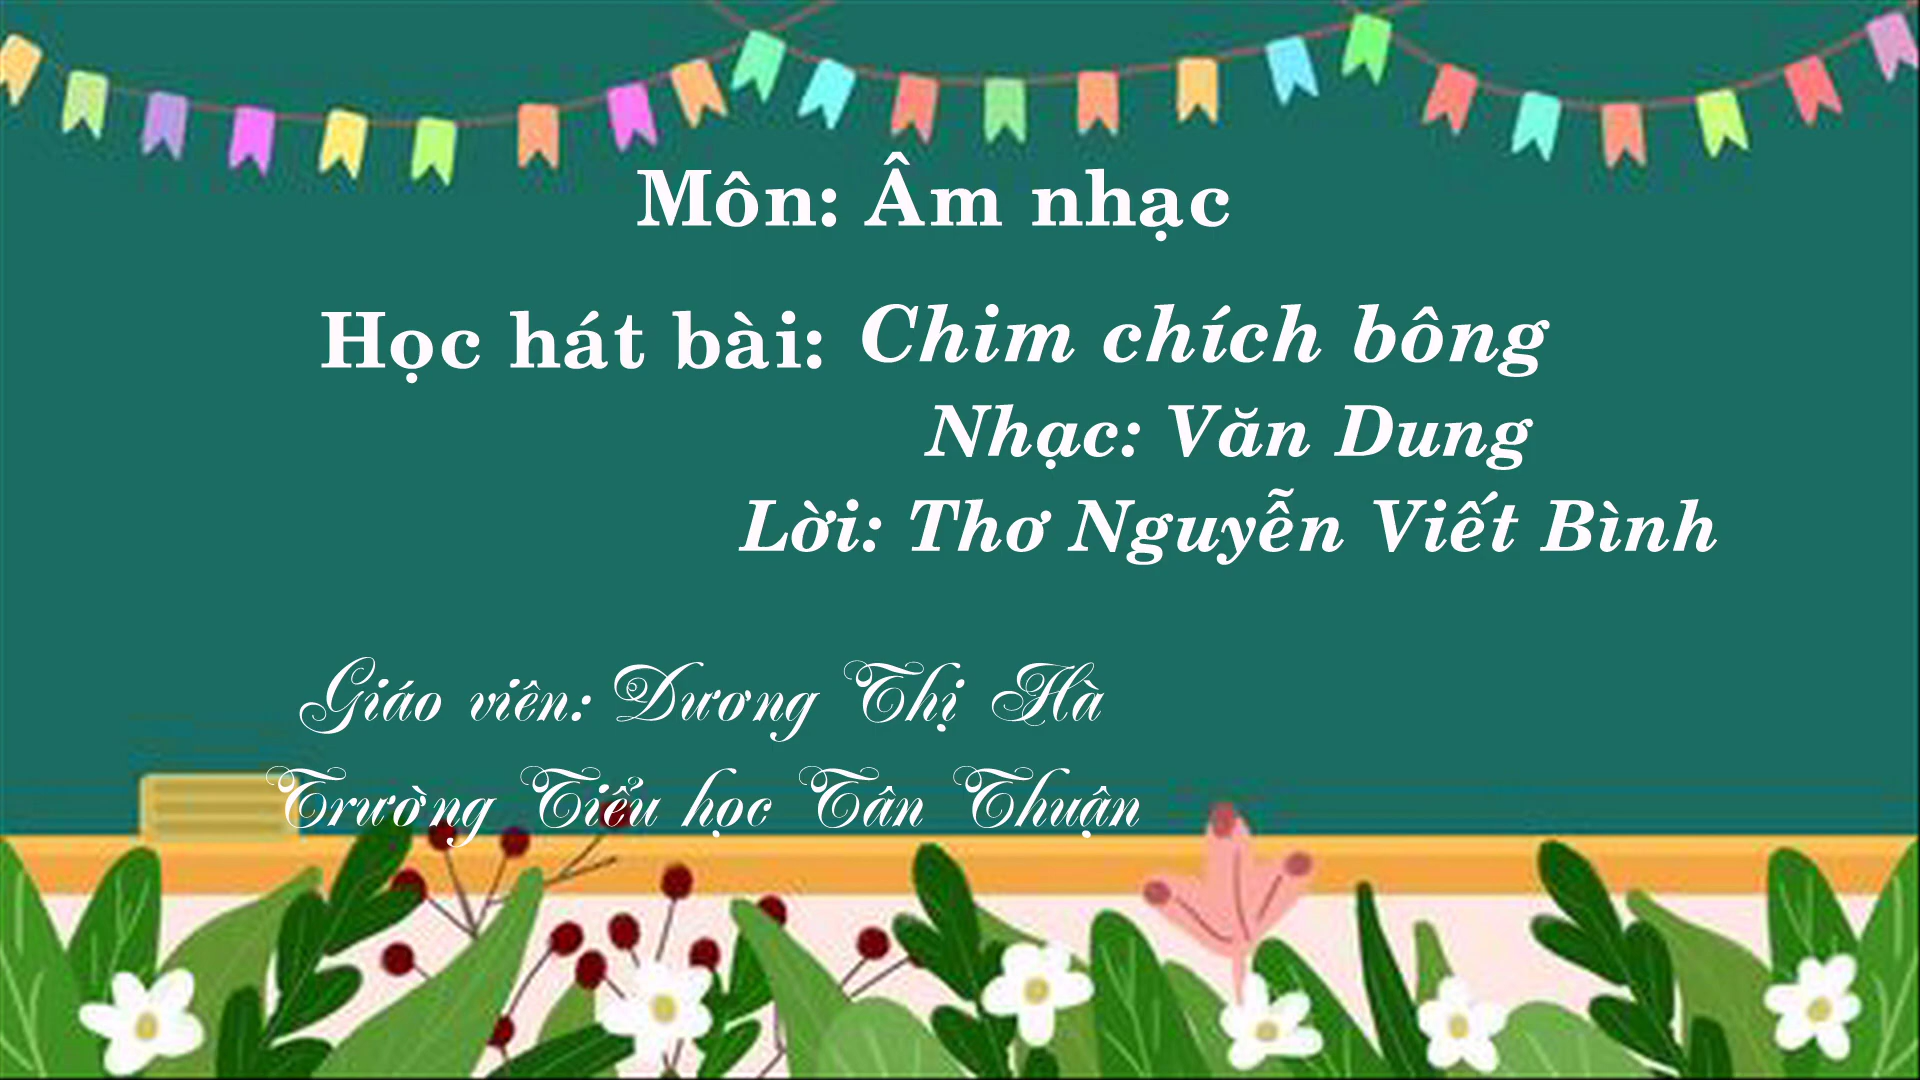 Môn: Âm nhạc
Học hát bài: Chim chích bông
Nhạc: Văn Dung
Lời: Thơ Nguyễn Viết Bình
Giáo viên: Dương Thị Hà
Trường Tiểu học Tân Thuận